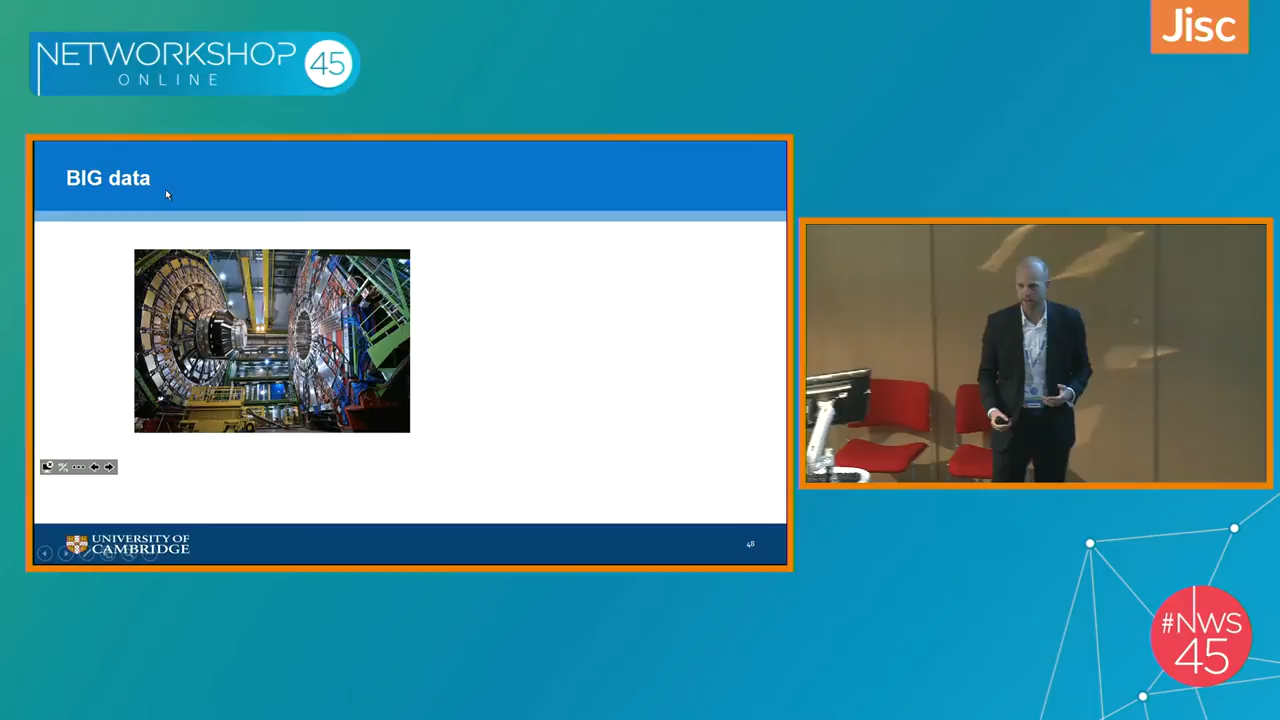 Jisc
NETWORKSHOP
ONLINE
45
BIG data
UNIVERSITY OF
CAMBRIDGE
48
#NWS
45